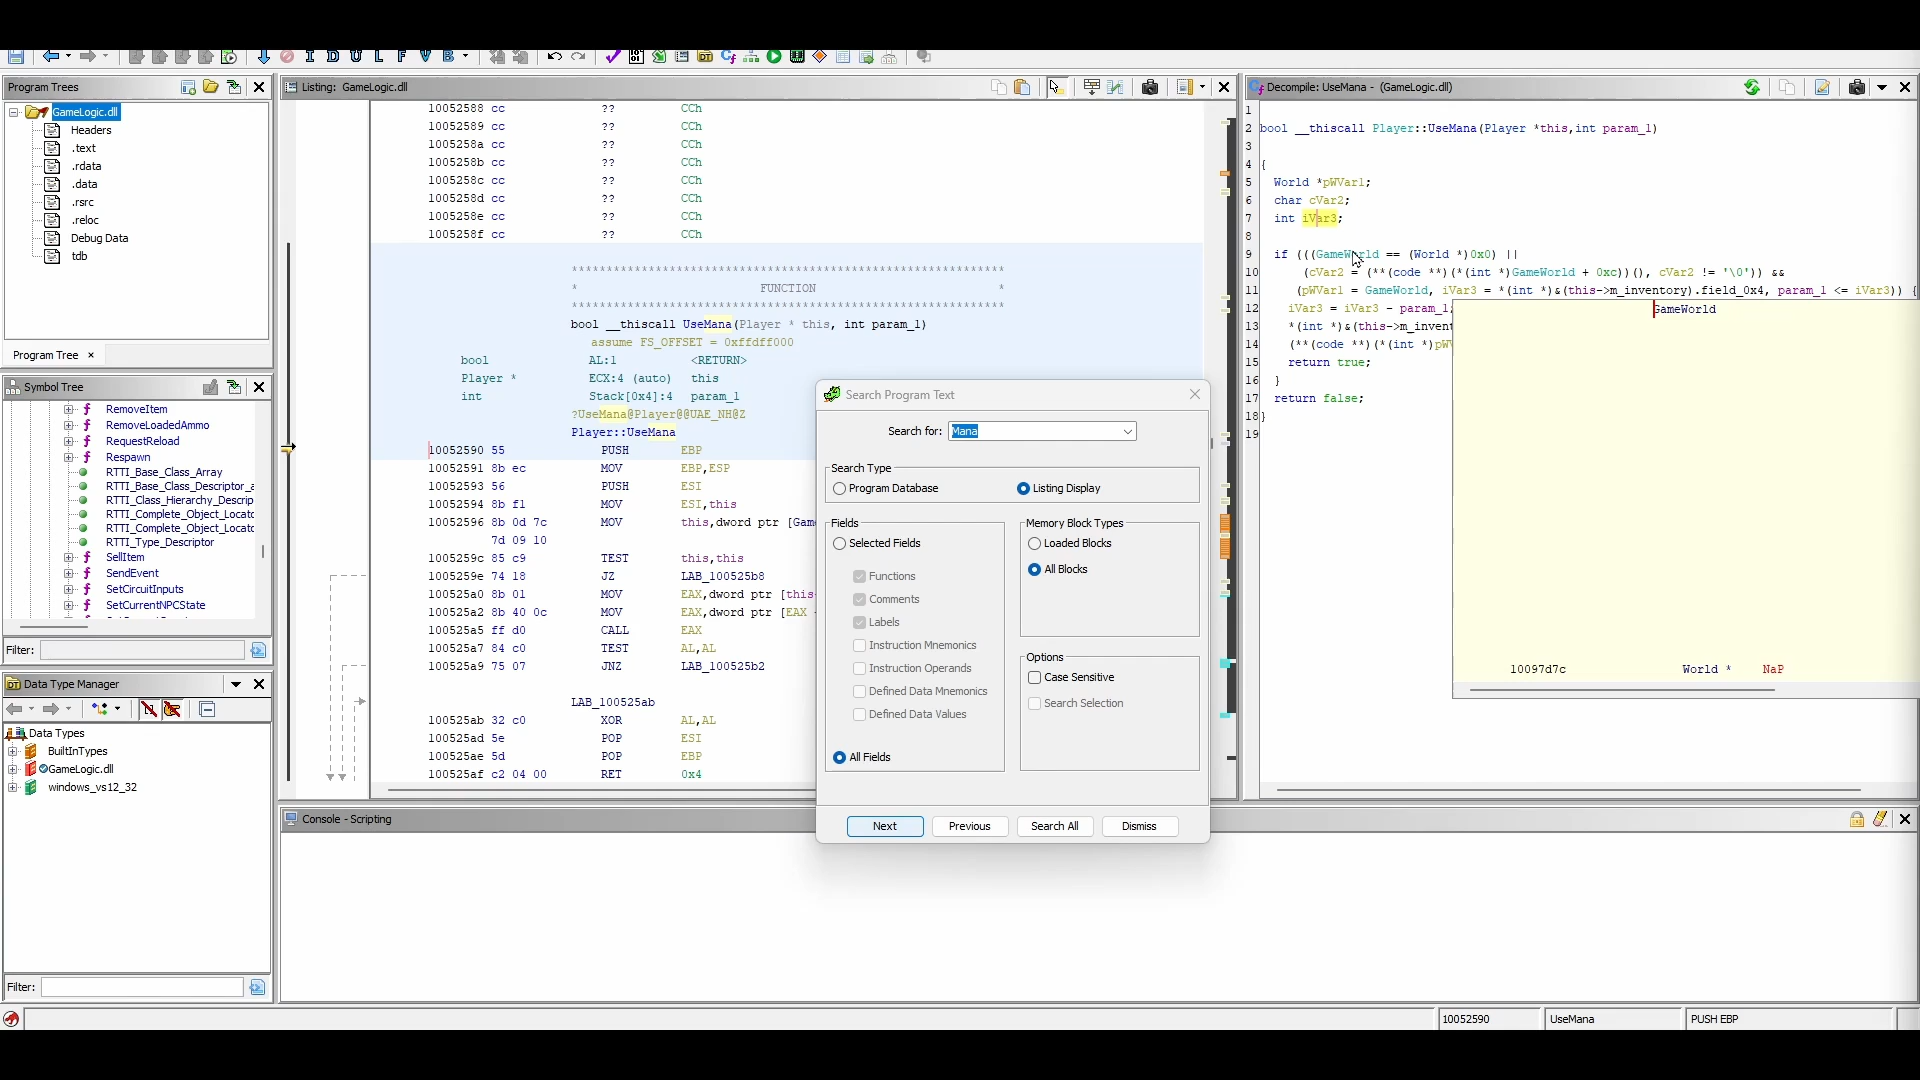 I D U L F V B
Program Trees
GameLogic.dll
Headers
.text
.rdata
.data
.rsrc
.reloc
Debug Data
tdb
Program Tree ×
Symbol Tree
RemoveItem
RemoveLoadedAmmo
RequestReload
Respawn
RTTI_Base_Class_Array
RTTI_Base_Class_Descriptor_a
RTTI_Class_Hierarchy_Descrip
RTTI_Complete_Object_Locato
RTTI_Complete_Object_Locato
RTTI_Type_Descriptor
SellItem
SendEvent
SetCircuitInputs
SetCurrentNPCState
Filter:
Data Type Manager
Data Types
BuiltInTypes
GameLogic.dll
windows_vs12_32
Filter:
Listing: GameLogic.dll
10052588 cc ?? CCh
10052589 cc ?? CCh
1005258a cc ?? CCh
1005258b cc ?? CCh
1005258c cc ?? CCh
1005258d cc ?? CCh
1005258e cc ?? CCh
1005258f cc ?? CCh
**************************************************************
* FUNCTION *
**************************************************************
bool __thiscall UseMana(Player * this, int param_1)
assume FS_OFFSET = 0xffdff000
bool AL:1 <RETURN>
Player * ECX:4 (auto) this
int Stack[0x4]:4 param_1
?UseMana@Player@@UAE_NH@Z
Player::UseMana
10052590 55 PUSH EBP
10052591 8b ec MOV EBP,ESP
10052593 56 PUSH ESI
10052594 8b f1 MOV ESI,this
10052596 8b 0d 7c MOV this,dword ptr [Gam
7d 09 10
1005259c 85 c9 TEST this,this
1005259e 74 18 JZ LAB_100525b8
100525a0 8b 01 MOV EAX,dword ptr [this
100525a2 8b 40 0c MOV EAX,dword ptr [EAX
100525a5 ff d0 CALL EAX
100525a7 84 c0 TEST AL,AL
100525a9 75 07 JNZ LAB_100525b2
LAB_100525ab
100525ab 32 c0 XOR AL,AL
100525ad 5e POP ESI
100525ae 5d POP EBP
100525af c2 04 00 RET 0x4
Search Program Text
Search for: Mana
Search Type
Program Database
Listing Display
Fields
Selected Fields
Functions
Comments
Labels
Instruction Mnemonics
Instruction Operands
Defined Data Mnemonics
Defined Data Values
All Fields
Memory Block Types
Loaded Blocks
All Blocks
Options
Case Sensitive
Search Selection
Next
Previous
Search All
Dismiss
Decompile: UseMana - (GameLogic.dll)
1
2 bool __thiscall Player::UseMana(Player *this,int param_1)
3
4 {
5 World *pWVar1;
6 char cVar2;
7 int iVar3;
8
9 if (((GameWorld == (World *)0x0) ||
10 (cVar2 = (**(code **)(*(int *)GameWorld + 0xc))(), cVar2 != '\0')) &&
11 (pWVar1 = GameWorld, iVar3 = *(int *)&(this->m_inventory).field_0x4, param_1 <= iVar3)) {
12 iVar3 = iVar3 - param_1;
13 *(int *)&(this->m_invent
14 (**(code **)(*(int *)pWV
15 return true;
16 }
17 return false;
18 }
19
GameWorld
10097d7c World * NaP
Console - Scripting
10052590
UseMana
PUSH EBP